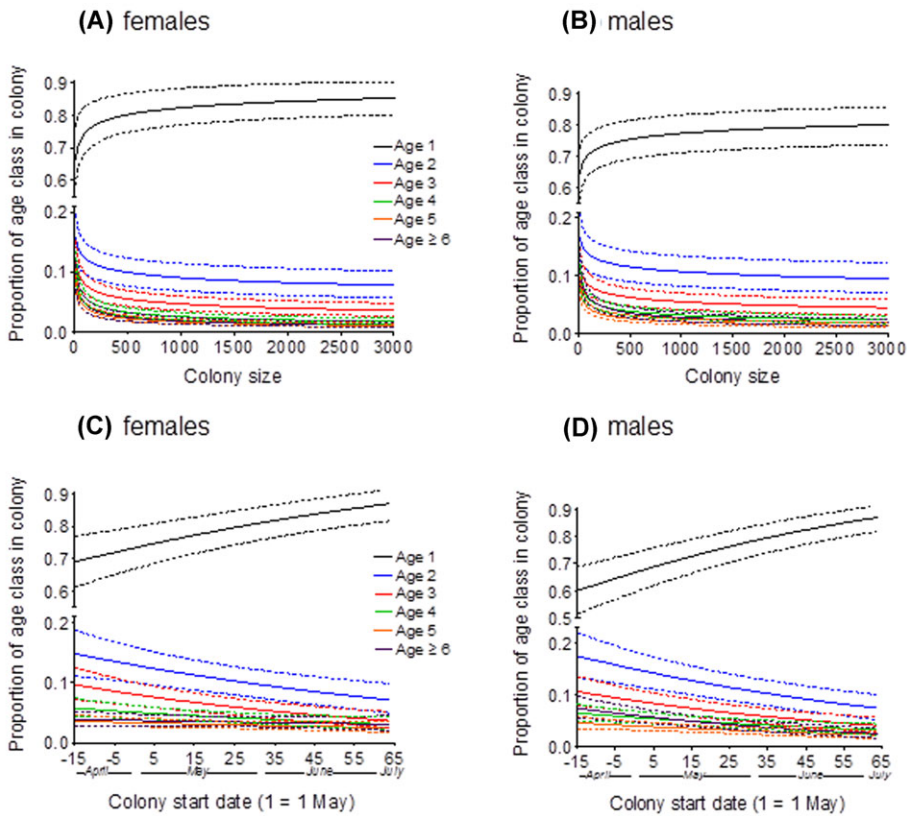 (A) females
(B) males
Proportion of age class in colony
0.9
0.8
0.7
0.6
0.2
0.1
0.0
Age 1
Age 2
Age 3
Age 4
Age 5
Age ≥ 6
0 500 1000 1500 2000 2500 3000
Colony size
Proportion of age class in colony
0.9
0.8
0.7
0.6
0.2
0.1
0.0
0 500 1000 1500 2000 2500 3000
Colony size
(C) females
(D) males
Proportion of age class in colony
0.9
0.8
0.7
0.6
0.2
0.1
0.0
Age 1
Age 2
Age 3
Age 4
Age 5
Age ≥ 6
-15 -5 5 15 25 35 45 55 65
April May June July
Colony start date (1 = 1 May)
Proportion of age class in colony
0.9
0.8
0.7
0.6
0.5
0.2
0.1
0.0
-15 -5 5 15 25 35 45 55 65
April May June July
Colony start date (1 = 1 May)